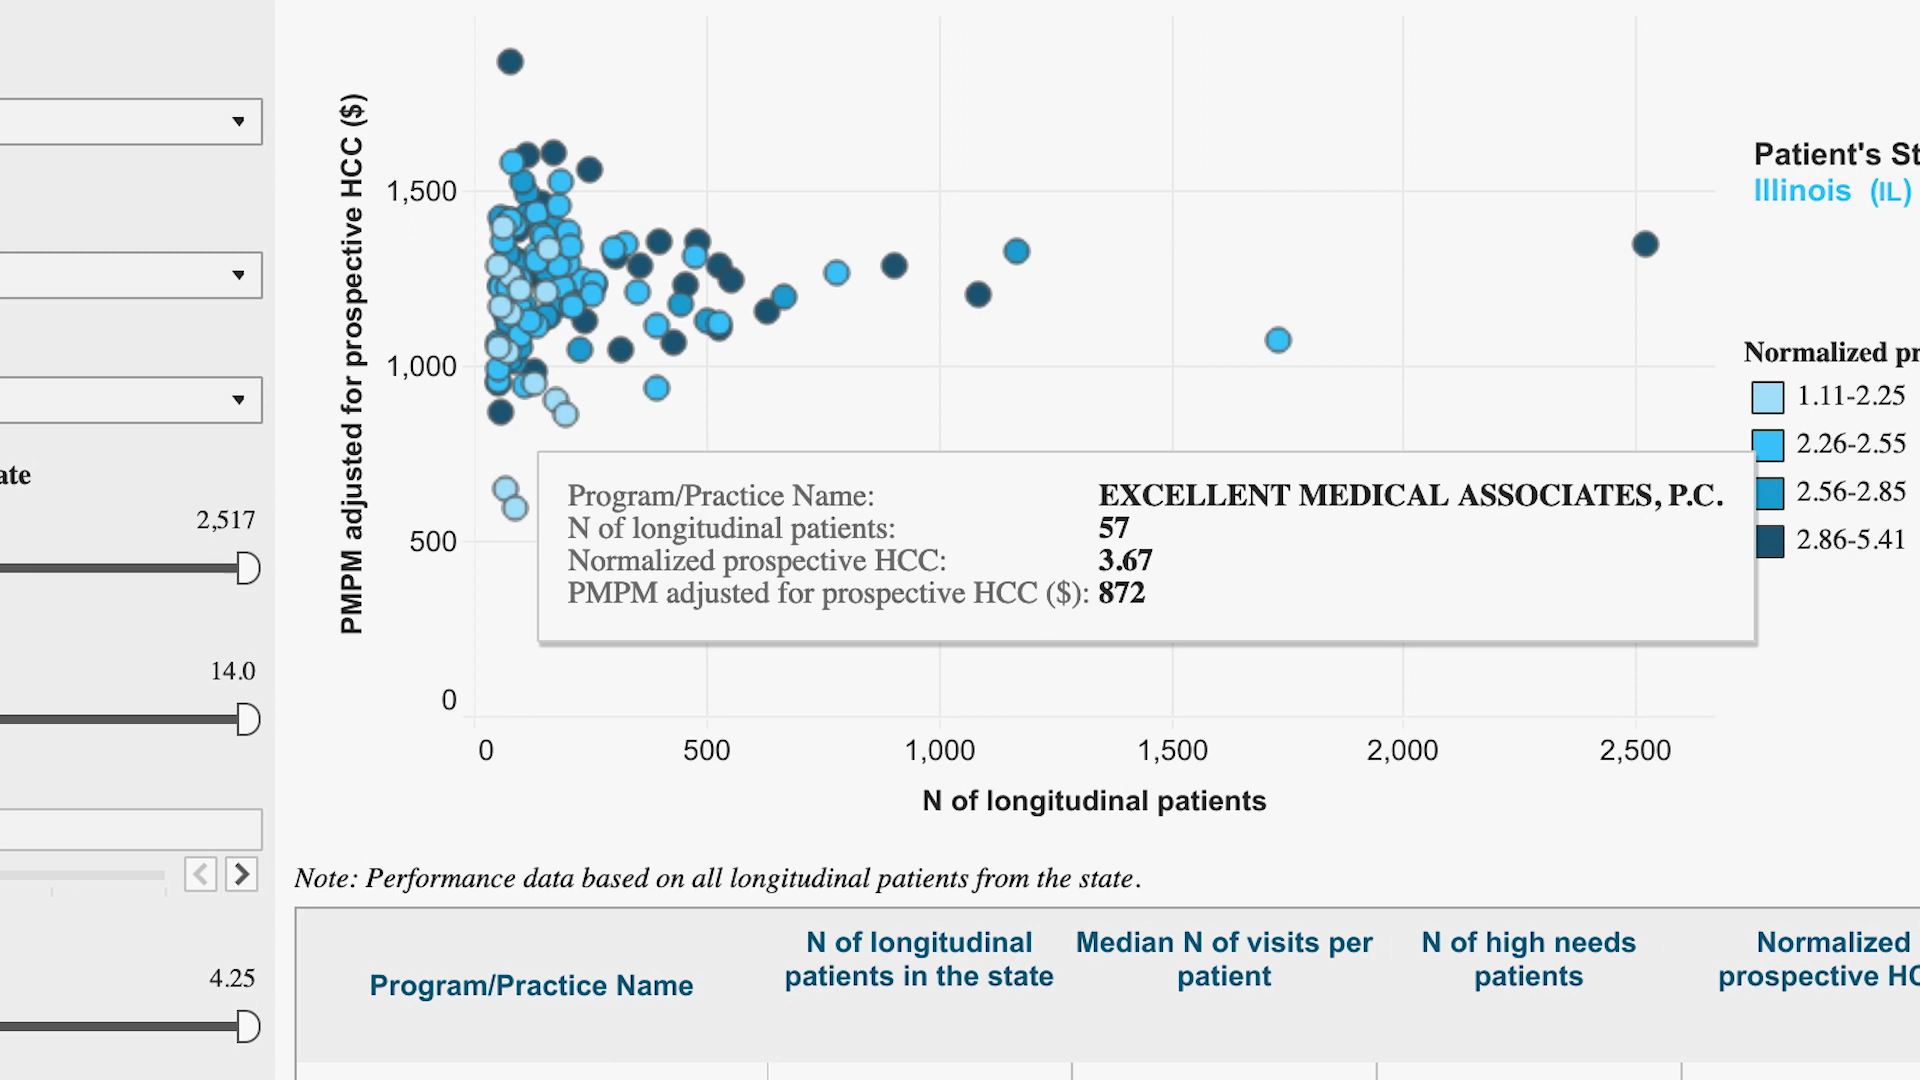 PMPM adjusted for prospective HCC ($)
1,500
1,000
500
0
0
500
1,000
1,500
2,000
2,500
N of longitudinal patients
Program/Practice Name: EXCELLENT MEDICAL ASSOCIATES, P.C.
N of longitudinal patients: 57
Normalized prospective HCC: 3.67
PMPM adjusted for prospective HCC ($): 872
Patient's St
Illinois (IL)
Normalized pr
1.11-2.25
2.26-2.55
2.56-2.85
2.86-5.41
ate
2,517
14.0
4.25
Note: Performance data based on all longitudinal patients from the state.
Program/Practice Name
N of longitudinal
patients in the state
Median N of visits per
patient
N of high needs
patients
Normalized
prospective HC